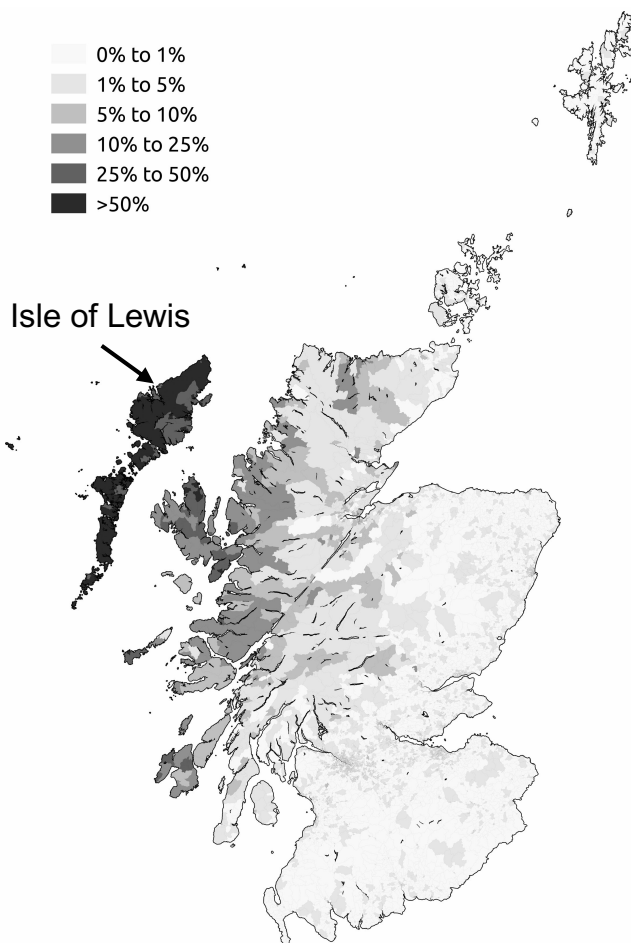 0% to 1%
1% to 5%
5% to 10%
10% to 25%
25% to 50%
>50%
Isle of Lewis